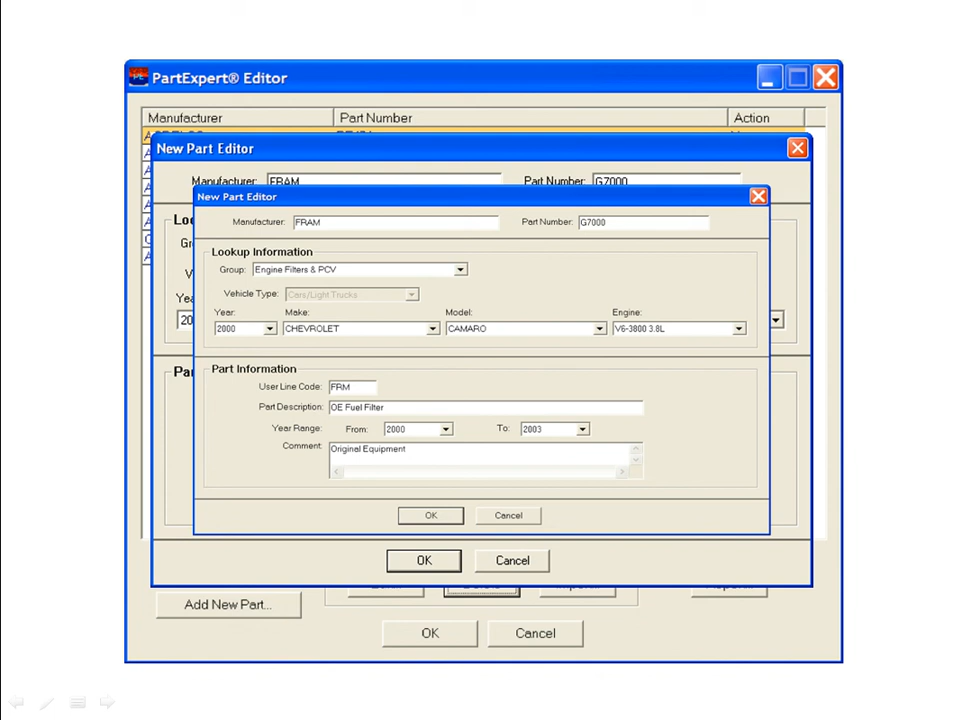 PartExpert® Editor
Manufacturer Part Number Action
New Part Editor
Manufacturer: FRAM Part Number: G7000
New Part Editor
Manufacturer: FRAM Part Number: G7000
Lookup Information
Group: Engine Filters & PCV
Vehicle Type: Cars/Light Trucks
Year: Make: Model: Engine:
2000 CHEVROLET CAMARO V6-3800 3.8L
Part Information
User Line Code: FRM
Part Description: OE Fuel Filter
Year Range: From: 2000 To: 2003
Comment: Original Equipment
OK Cancel
OK Cancel
Add New Part...
OK Cancel